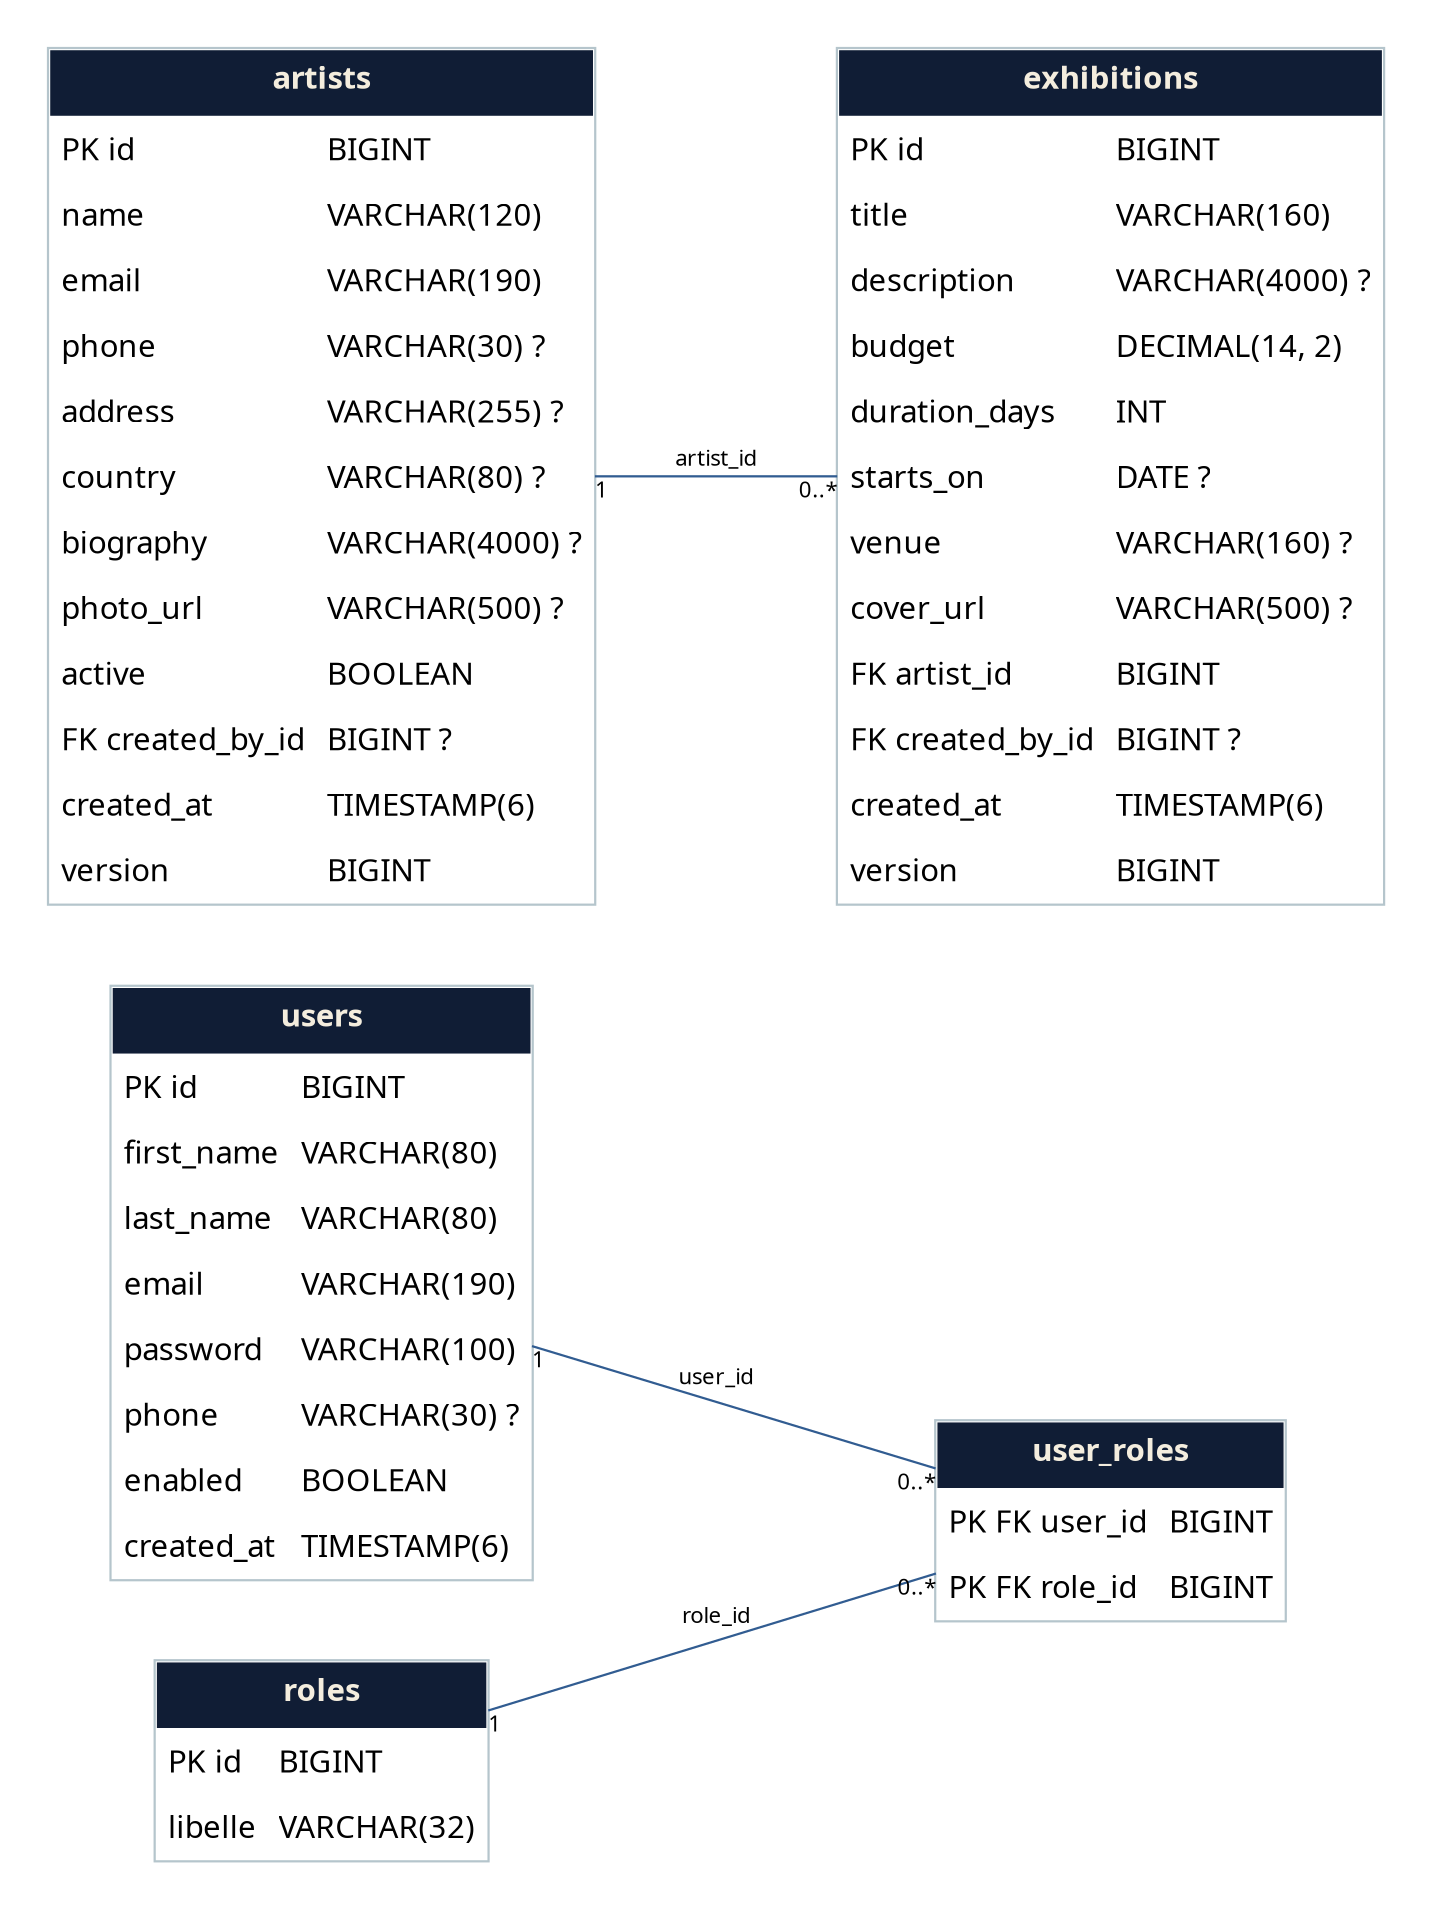 artists
PK id BIGINT
name VARCHAR(120)
email VARCHAR(190)
phone VARCHAR(30) ?
address VARCHAR(255) ?
country VARCHAR(80) ?
biography VARCHAR(4000) ?
photo_url VARCHAR(500) ?
active BOOLEAN
FK created_by_id BIGINT ?
created_at TIMESTAMP(6)
version BIGINT
artist_id
1 0..*
exhibitions
PK id BIGINT
title VARCHAR(160)
description VARCHAR(4000) ?
budget DECIMAL(14, 2)
duration_days INT
starts_on DATE ?
venue VARCHAR(160) ?
cover_url VARCHAR(500) ?
FK artist_id BIGINT
FK created_by_id BIGINT ?
created_at TIMESTAMP(6)
version BIGINT
users
PK id BIGINT
first_name VARCHAR(80)
last_name VARCHAR(80)
email VARCHAR(190)
password VARCHAR(100)
phone VARCHAR(30) ?
enabled BOOLEAN
created_at TIMESTAMP(6)
1
user_id
0..*
user_roles
PK FK user_id BIGINT
PK FK role_id BIGINT
0..*
role_id
1
roles
PK id BIGINT
libelle VARCHAR(32)